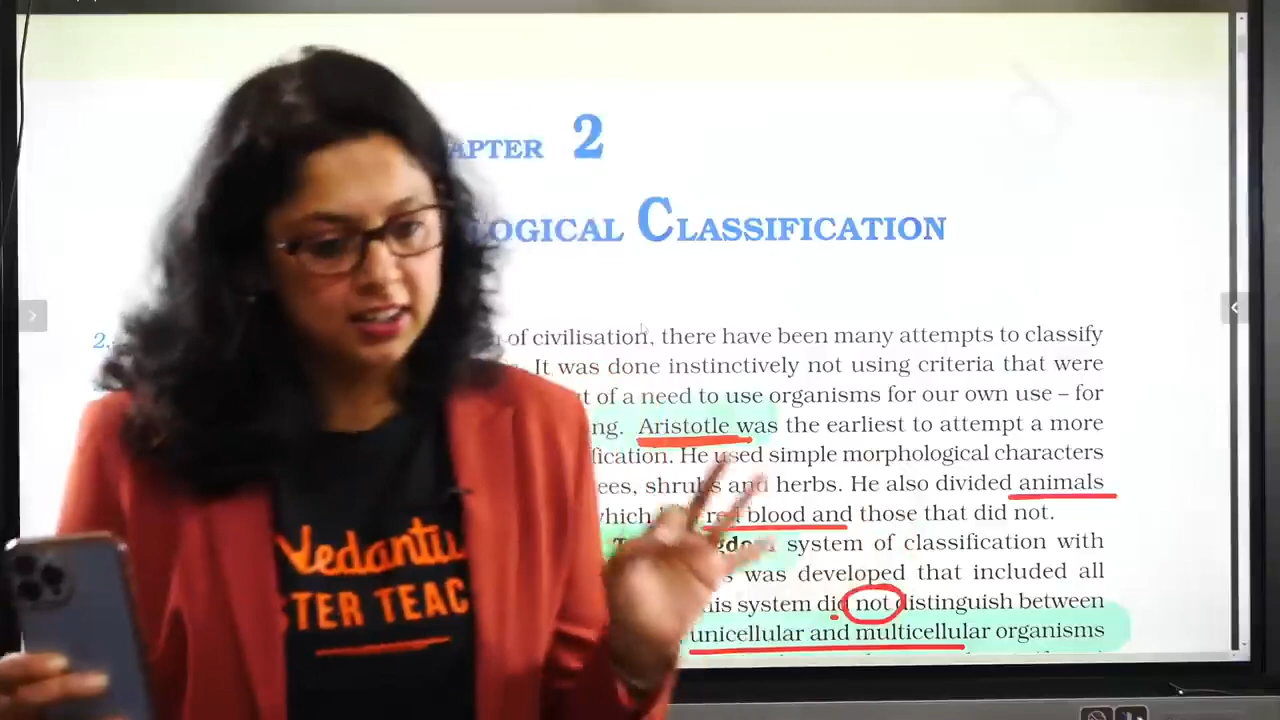 APTER 2
LOGICAL CLASSIFICATION
2.
of civilisation, there have been many attempts to classify
. It was done instinctively not using criteria that were
t of a need to use organisms for our own use – for
ng. Aristotle was the earliest to attempt a more
fication. He used simple morphological characters
ees, shrubs and herbs. He also divided animals
which red blood and those that did not.
system of classification with
s was developed that included all
his system did not distinguish between
unicellular and multicellular organisms
Vedantu
STER TEAC